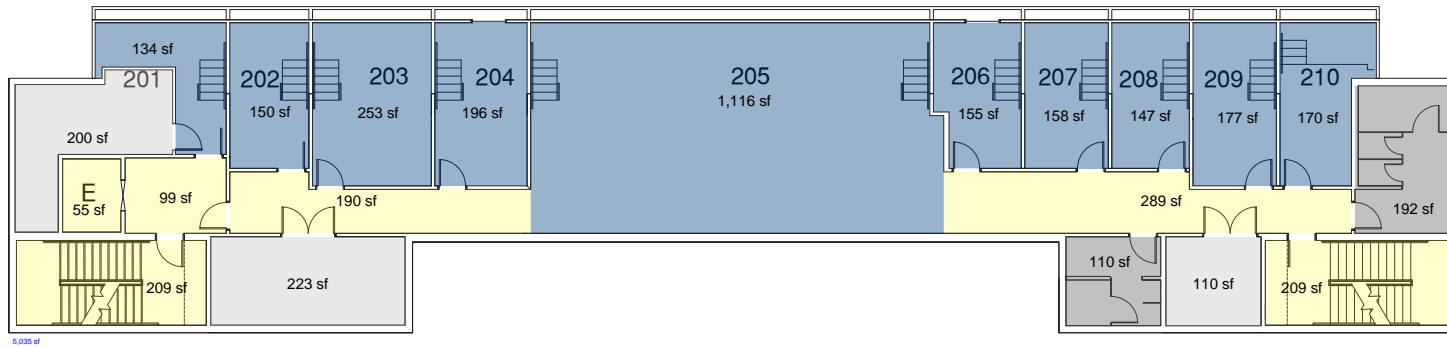 134 sf
201
200 sf
202
150 sf
203
253 sf
204
196 sf
205
1,116 sf
206
155 sf
207
158 sf
208
147 sf
209
177 sf
210
170 sf
192 sf
E
55 sf
99 sf
190 sf
289 sf
209 sf
223 sf
110 sf
110 sf
209 sf
5,035 sf